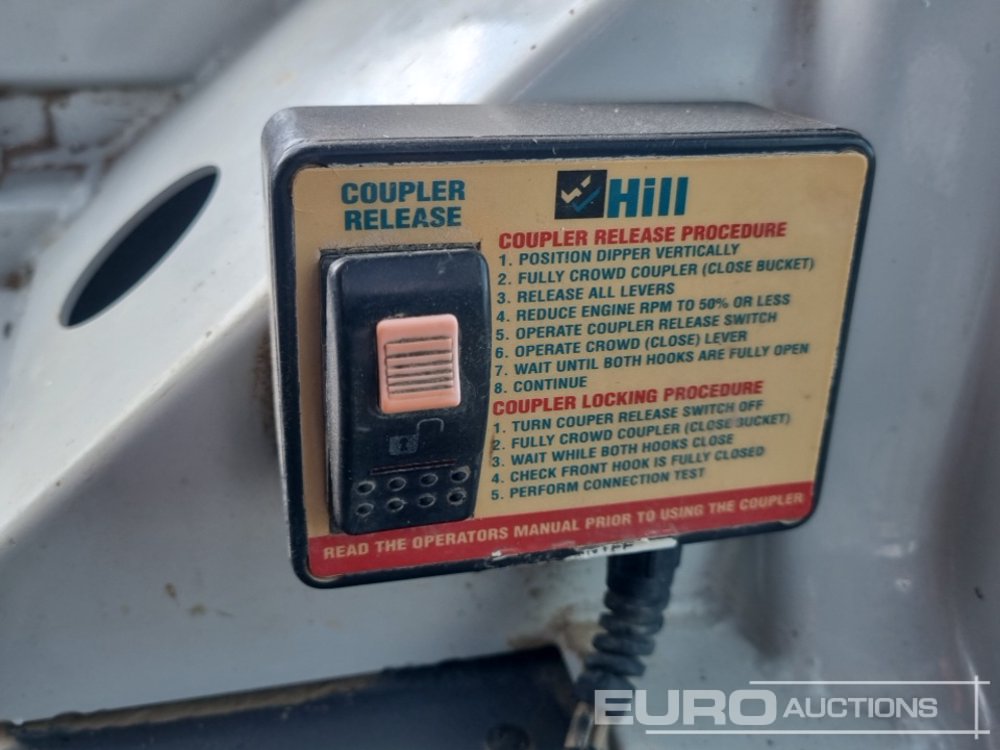 COUPLER
RELEASE
Hill
COUPLER RELEASE PROCEDURE
1. POSITION DIPPER VERTICALLY
2. FULLY CROWD COUPLER (CLOSE BUCKET)
3. RELEASE ALL LEVERS
4. REDUCE ENGINE RPM TO 50% OR LESS
5. OPERATE COUPLER RELEASE SWITCH
6. OPERATE CROWD (CLOSE) LEVER
7. WAIT UNTIL BOTH HOOKS ARE FULLY OPEN
8. CONTINUE
COUPLER LOCKING PROCEDURE
1. TURN COUPER RELEASE SWITCH OFF
2. FULLY CROWD COUPLER (CLOSE BUCKET)
3. WAIT WHILE BOTH HOOKS CLOSE
4. CHECK FRONT HOOK IS FULLY CLOSED
5. PERFORM CONNECTION TEST
READ THE OPERATORS MANUAL PRIOR TO USING THE COUPLER
EURO AUCTIONS